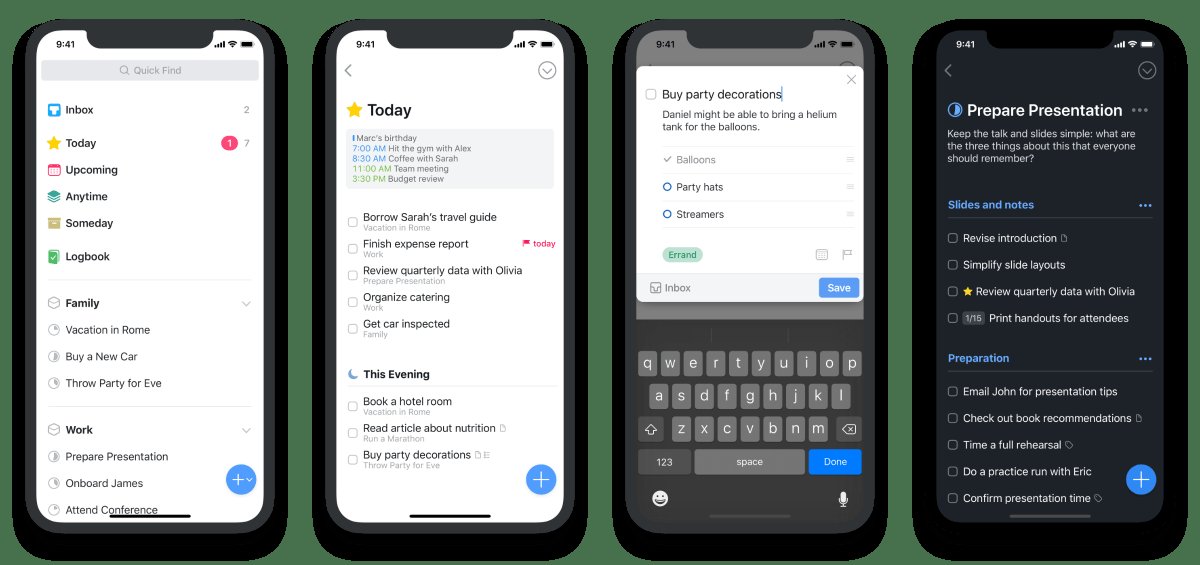 9:41
Quick Find
Inbox 2
Today 1 7
Upcoming
Anytime
Someday
Logbook
Family
Vacation in Rome
Buy a New Car
Throw Party for Eve
Work
Prepare Presentation
Onboard James
Attend Conference
9:41
Today
Marc's birthday
7:00 AM Hit the gym with Alex
8:30 AM Coffee with Sarah
11:00 AM Team meeting
3:30 PM Budget review
Borrow Sarah's travel guide
Vacation in Rome
Finish expense report today
Work
Review quarterly data with Olivia
Prepare Presentation
Organize catering
Work
Get car inspected
Family
This Evening
Book a hotel room
Vacation in Rome
Read article about nutrition
Run a Marathon
Buy party decorations
Throw Party for Eve
9:41
Buy party decorations
Daniel might be able to bring a helium
tank for the balloons.
Balloons
Party hats
Streamers
Errand
Inbox Save
q w e r t y u i o p
a s d f g h j k l
z x c v b n m
123 space Done
9:41
Prepare Presentation
Keep the talk and slides simple: what are
the three things about this that everyone
should remember?
Slides and notes
Revise introduction
Simplify slide layouts
Review quarterly data with Olivia
1/15 Print handouts for attendees
Preparation
Email John for presentation tips
Check out book recommendations
Time a full rehearsal
Do a practice run with Eric
Confirm presentation time